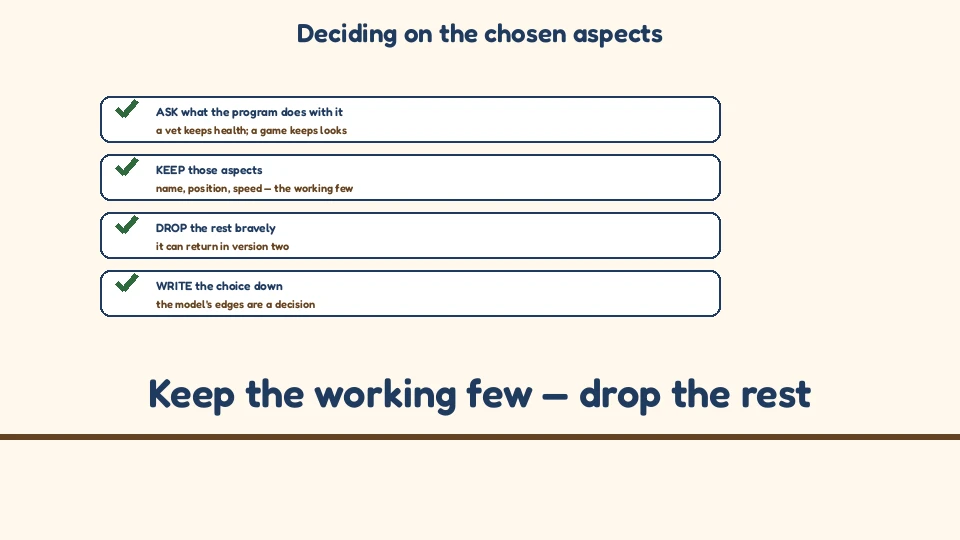 Deciding on the chosen aspects
ASK what the program does with it
a vet keeps health; a game keeps looks
KEEP those aspects
name, position, speed — the working few
DROP the rest bravely
it can return in version two
WRITE the choice down
the model's edges are a decision
Keep the working few — drop the rest